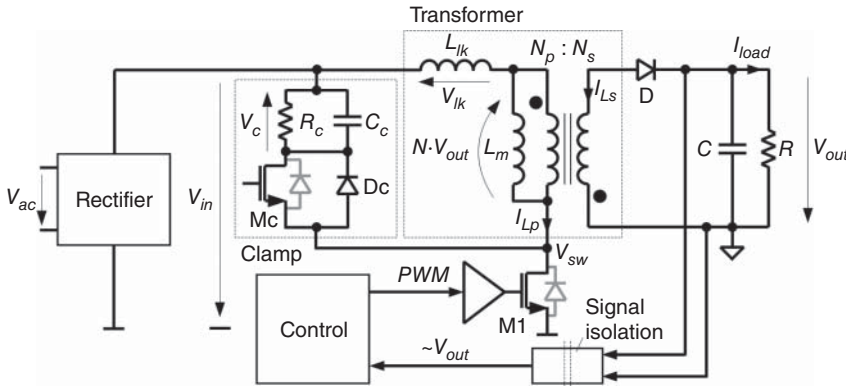 Transformer
L_lk
N_p : N_s
I_load
V_lk
I_Ls
D
V_c
R_c
C_c
N·V_out
L_m
C
R
V_out
V_ac
Rectifier
V_in
Mc
Dc
I_Lp
Clamp
V_sw
PWM
Control
M1
Signal
isolation
~V_out